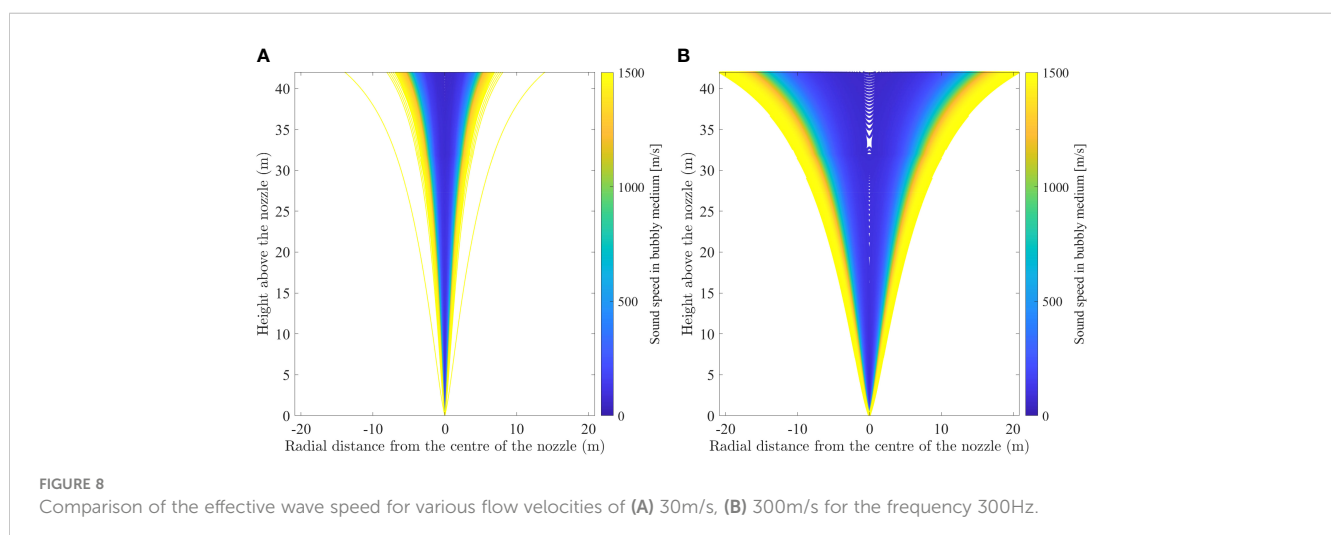 A
B
40
35
30
25
20
15
10
5
0
-20 -10 0 10 20
Height above the nozzle (m)
Radial distance from the centre of the nozzle (m)
1500
1000
500
0
Sound speed in bubbly medium [m/s]
40
35
30
25
20
15
10
5
0
-20 -10 0 10 20
Height above the nozzle (m)
Radial distance from the centre of the nozzle (m)
1500
1000
500
0
Sound speed in bubbly medium [m/s]
FIGURE 8
Comparison of the effective wave speed for various flow velocities of (A) 30m/s, (B) 300m/s for the frequency 300Hz.